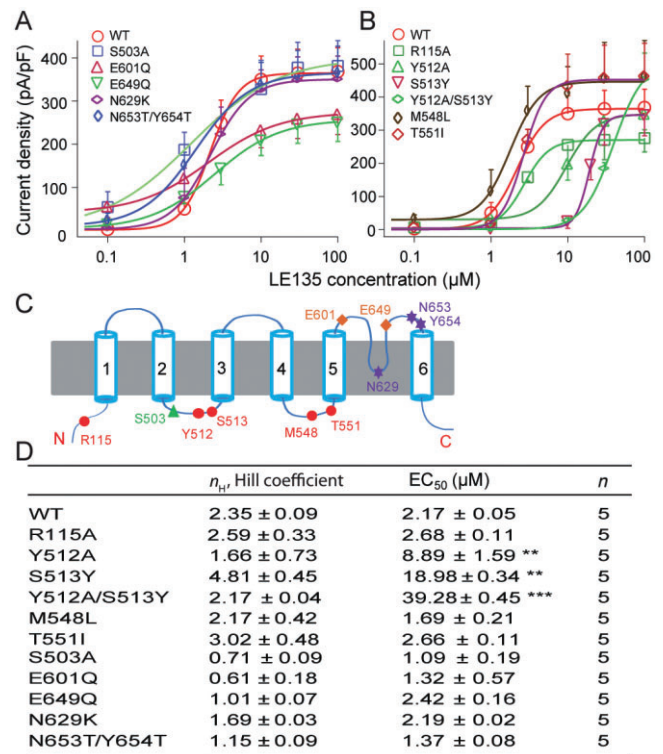 A
B
Current density (pA/pF)
400
300
200
100
0
0.1
1
10
100
WT
S503A
E601Q
E649Q
N629K
N653T/Y654T
500
400
300
200
100
0
0.1
1
10
100
WT
R115A
Y512A
S513Y
Y512A/S513Y
M548L
T551I
LE135 concentration (µM)
C
E601 E649 N653
Y654
1 2 3 4 5 6
N629
N R115 S503 Y512 S513 M548 T551 C
D
n_H, Hill coefficient EC50 (µM) n
WT 2.35 ± 0.09 2.17 ± 0.05 5
R115A 2.59 ± 0.33 2.68 ± 0.11 5
Y512A 1.66 ± 0.73 8.89 ± 1.59 ** 5
S513Y 4.81 ± 0.45 18.98 ± 0.34 ** 5
Y512A/S513Y 2.17 ± 0.04 39.28 ± 0.45 *** 5
M548L 2.17 ± 0.42 1.69 ± 0.21 5
T551I 3.02 ± 0.48 2.66 ± 0.11 5
S503A 0.71 ± 0.09 1.09 ± 0.19 5
E601Q 0.61 ± 0.18 1.32 ± 0.57 5
E649Q 1.01 ± 0.07 2.42 ± 0.16 5
N629K 1.69 ± 0.03 2.19 ± 0.02 5
N653T/Y654T 1.15 ± 0.09 1.37 ± 0.08 5